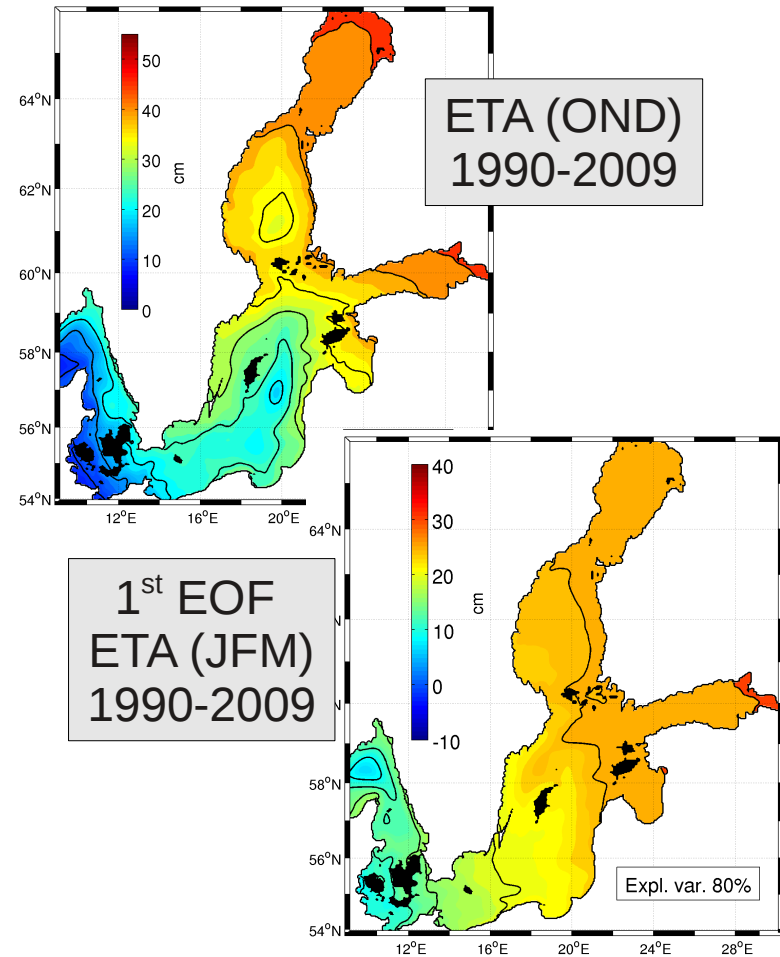 ETA (OND)
1990-2009
50
40
30
20
10
0
cm
64°N
62°N
60°N
58°N
56°N
54°N
12°E
16°E
20°E
1st EOF
ETA (JFM)
1990-2009
40
30
20
10
0
-10
cm
64°N
N
N
58°N
56°N
54°N
12°E
16°E
20°E
24°E
28°E
Expl. var. 80%